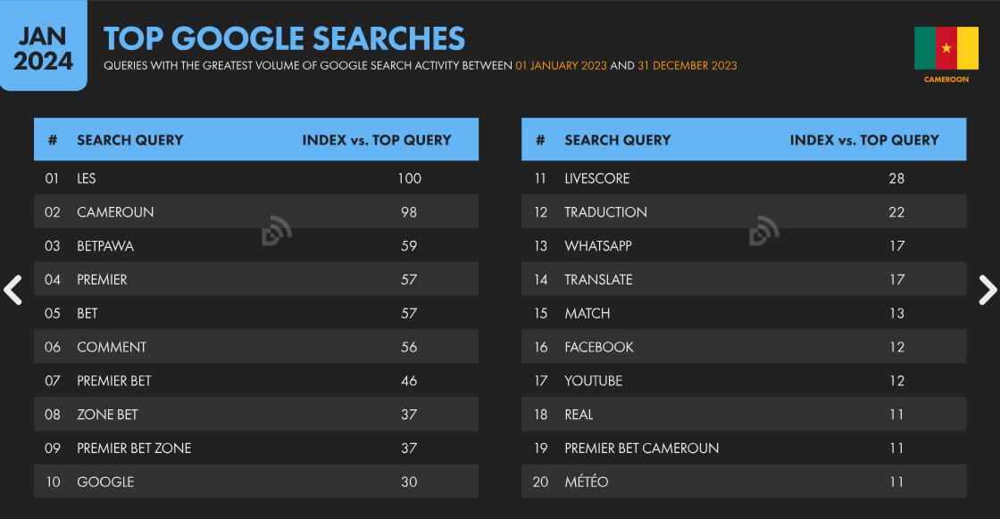 JAN
2024
TOP GOOGLE SEARCHES
QUERIES WITH THE GREATEST VOLUME OF GOOGLE SEARCH ACTIVITY BETWEEN 01 JANUARY 2023 AND 31 DECEMBER 2023
CAMEROON
# SEARCH QUERY INDEX vs. TOP QUERY
01 LES 100
02 CAMEROUN 98
03 BETPAWA 59
04 PREMIER 57
05 BET 57
06 COMMENT 56
07 PREMIER BET 46
08 ZONE BET 37
09 PREMIER BET ZONE 37
10 GOOGLE 30
# SEARCH QUERY INDEX vs. TOP QUERY
11 LIVESCORE 28
12 TRADUCTION 22
13 WHATSAPP 17
14 TRANSLATE 17
15 MATCH 13
16 FACEBOOK 12
17 YOUTUBE 12
18 REAL 11
19 PREMIER BET CAMEROUN 11
20 MÉTÉO 11